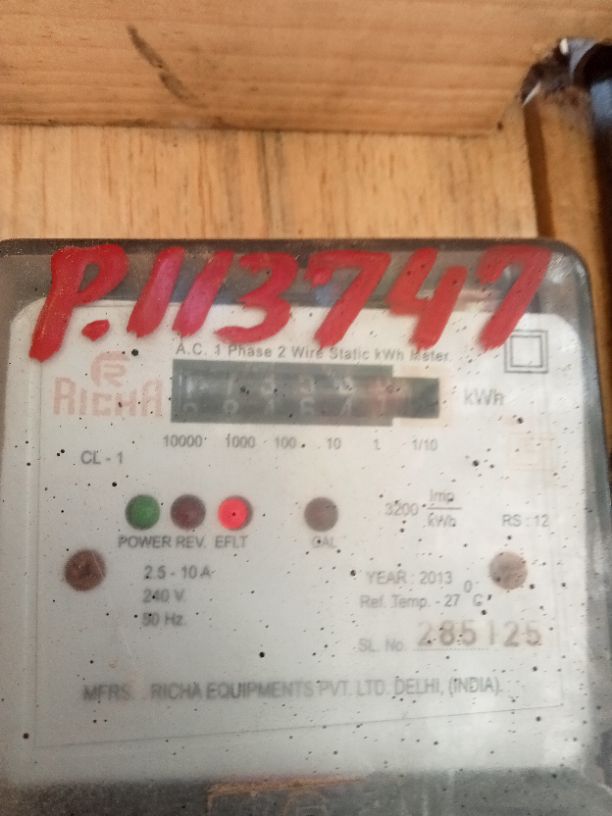 P.113747
A.C. 1 Phase 2 Wire Static kWh Meter.
RICHA
kWh
10000 1000 100 10 1 1/10
CL - 1
3200 Imp/kWh
RS : 12
POWER REV. EFLT CAL
2.5 - 10 A
240 V.
50 Hz.
YEAR : 2013
Ref. Temp. - 27 °C
SL. No. 285125
MFRS. RICHA EQUIPMENTS PVT. LTD. DELHI, (INDIA).